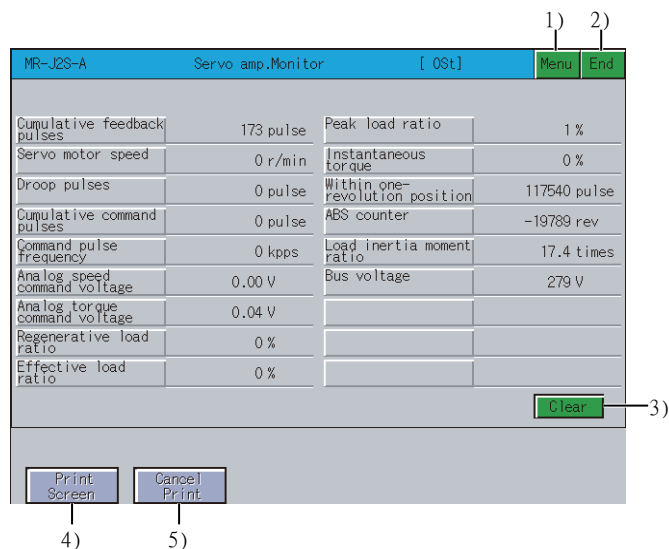 1) 2)
MR-J2S-A Servo amp.Monitor [ 0St] Menu End
Cumulative feedback pulses 173 pulse Peak load ratio 1 %
Servo motor speed 0 r/min Instantaneous torque 0 %
Droop pulses 0 pulse Within one-revolution position 117540 pulse
Cumulative command pulses 0 pulse ABS counter -19789 rev
Command pulse frequency 0 kpps Load inertia moment ratio 17.4 times
Analog speed command voltage 0.00 V Bus voltage 279 V
Analog torque command voltage 0.04 V
Regenerative load ratio 0 %
Effective load ratio 0 %
Clear 3)
Print Screen Cancel Print
4) 5)